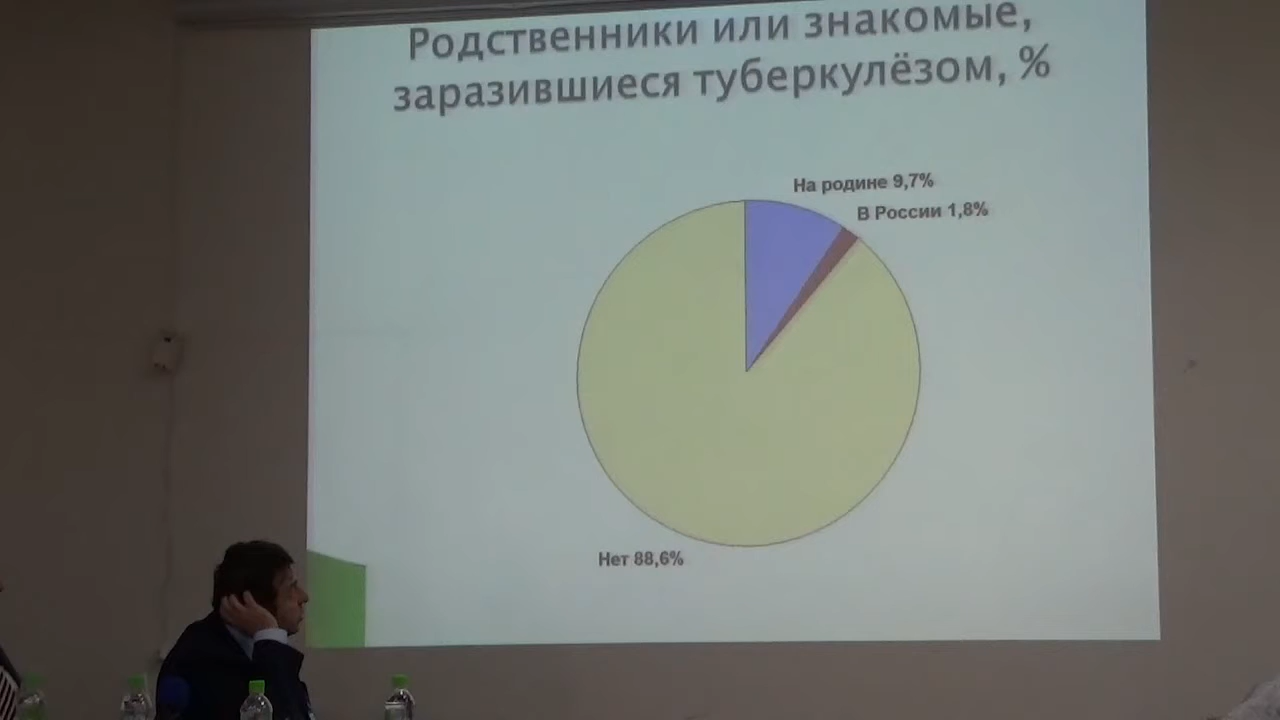 Родственники или знакомые,
заразившиеся туберкулёзом, %
На родине 9,7%
В России 1,8%
Нет 88,6%